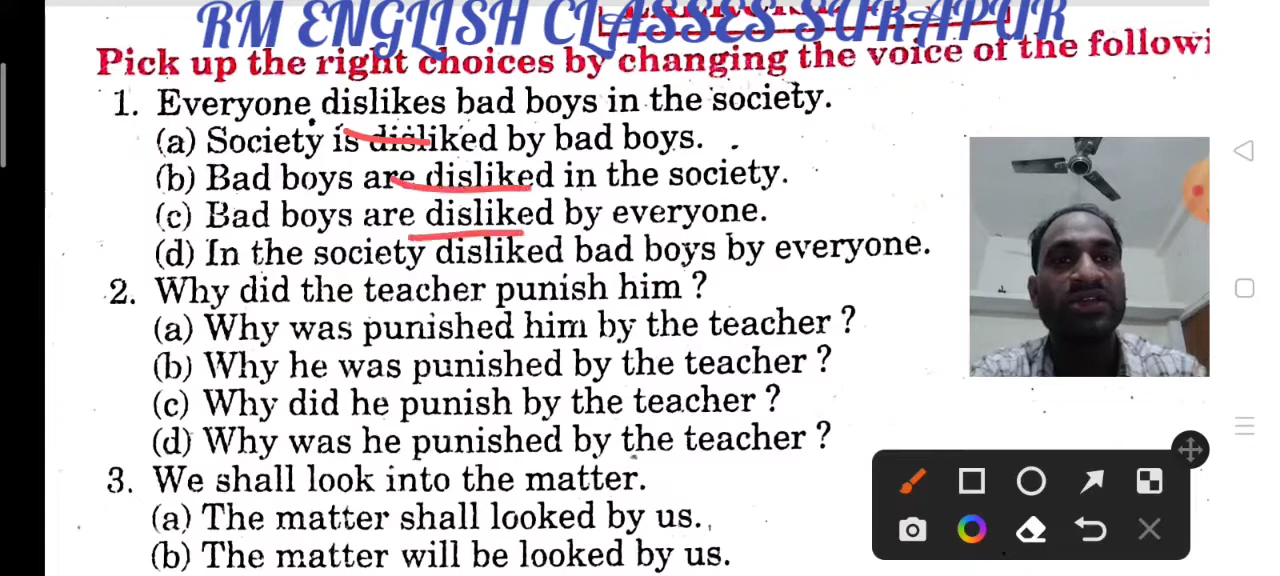 RM ENGLISH CLASSES SURAPUR
Pick up the right choices by changing the voice of the followi
1. Everyone dislikes bad boys in the society.
(a) Society is disliked by bad boys.
(b) Bad boys are disliked in the society.
(c) Bad boys are disliked by everyone.
(d) In the society disliked bad boys by everyone.
2. Why did the teacher punish him ?
(a) Why was punished him by the teacher ?
(b) Why he was punished by the teacher ?
(c) Why did he punish by the teacher ?
(d) Why was he punished by the teacher ?
3. We shall look into the matter.
(a) The matter shall looked by us.
(b) The matter will be looked by us.